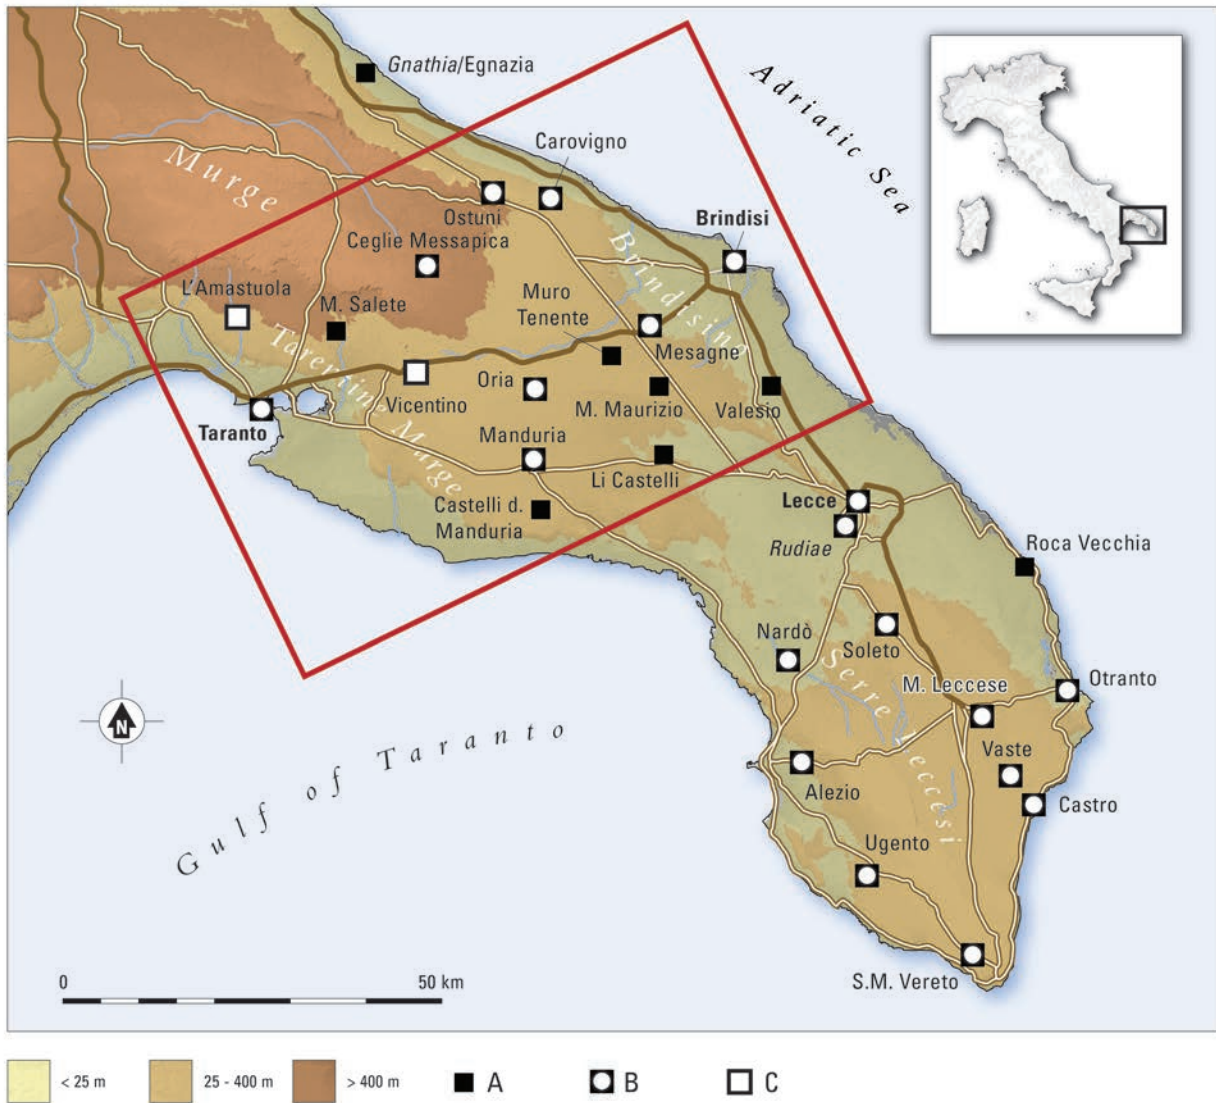 Gnathia/Egnazia
Adriatic Sea
Carovigno
Murge
Ostuni
Brindisi
Ceglie Messapica
Brindisino
L'Amastuola
M. Salete
Muro
Tenente
Tarentino Murge
Mesagne
Oria
Vicentino
M. Maurizio
Valesio
Taranto
Manduria
Li Castelli
Castelli d.
Manduria
Lecce
Rudiae
Roca Vecchia
Nardò
Soleto
Serre Leccesi
M. Leccese
Otranto
N
Gulf of Taranto
Vaste
Alezio
Castro
Ugento
S.M. Vereto
0 50 km
< 25 m 25 - 400 m > 400 m A B C